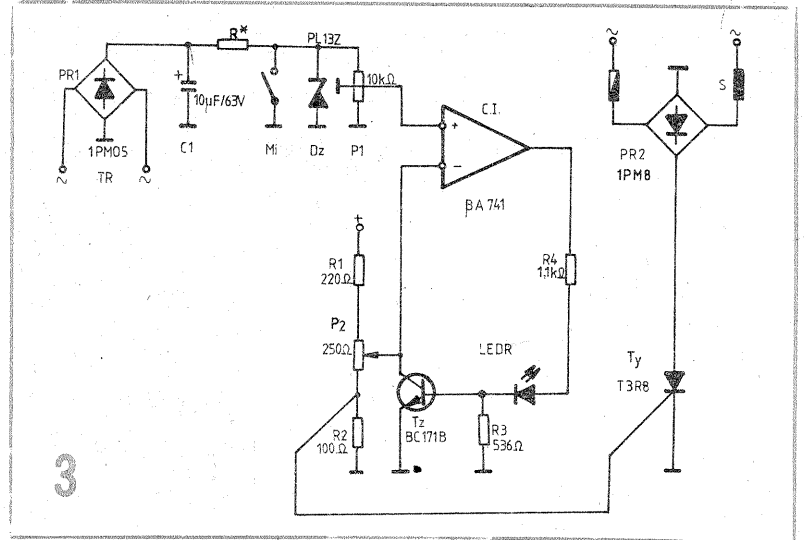 PR1
1PM05
TR
+
10µF/63V
C1
R*
PL13Z
Mi
Dz
10kΩ
P1
C.I.
+
−
βA 741
~
~
~
~
S
PR2
1PM8
+
R1
220Ω
P2
250Ω
R2
100Ω
Tz
BC171B
LEDR
R3
536Ω
R4
1,1kΩ
Ty
T3R8
3